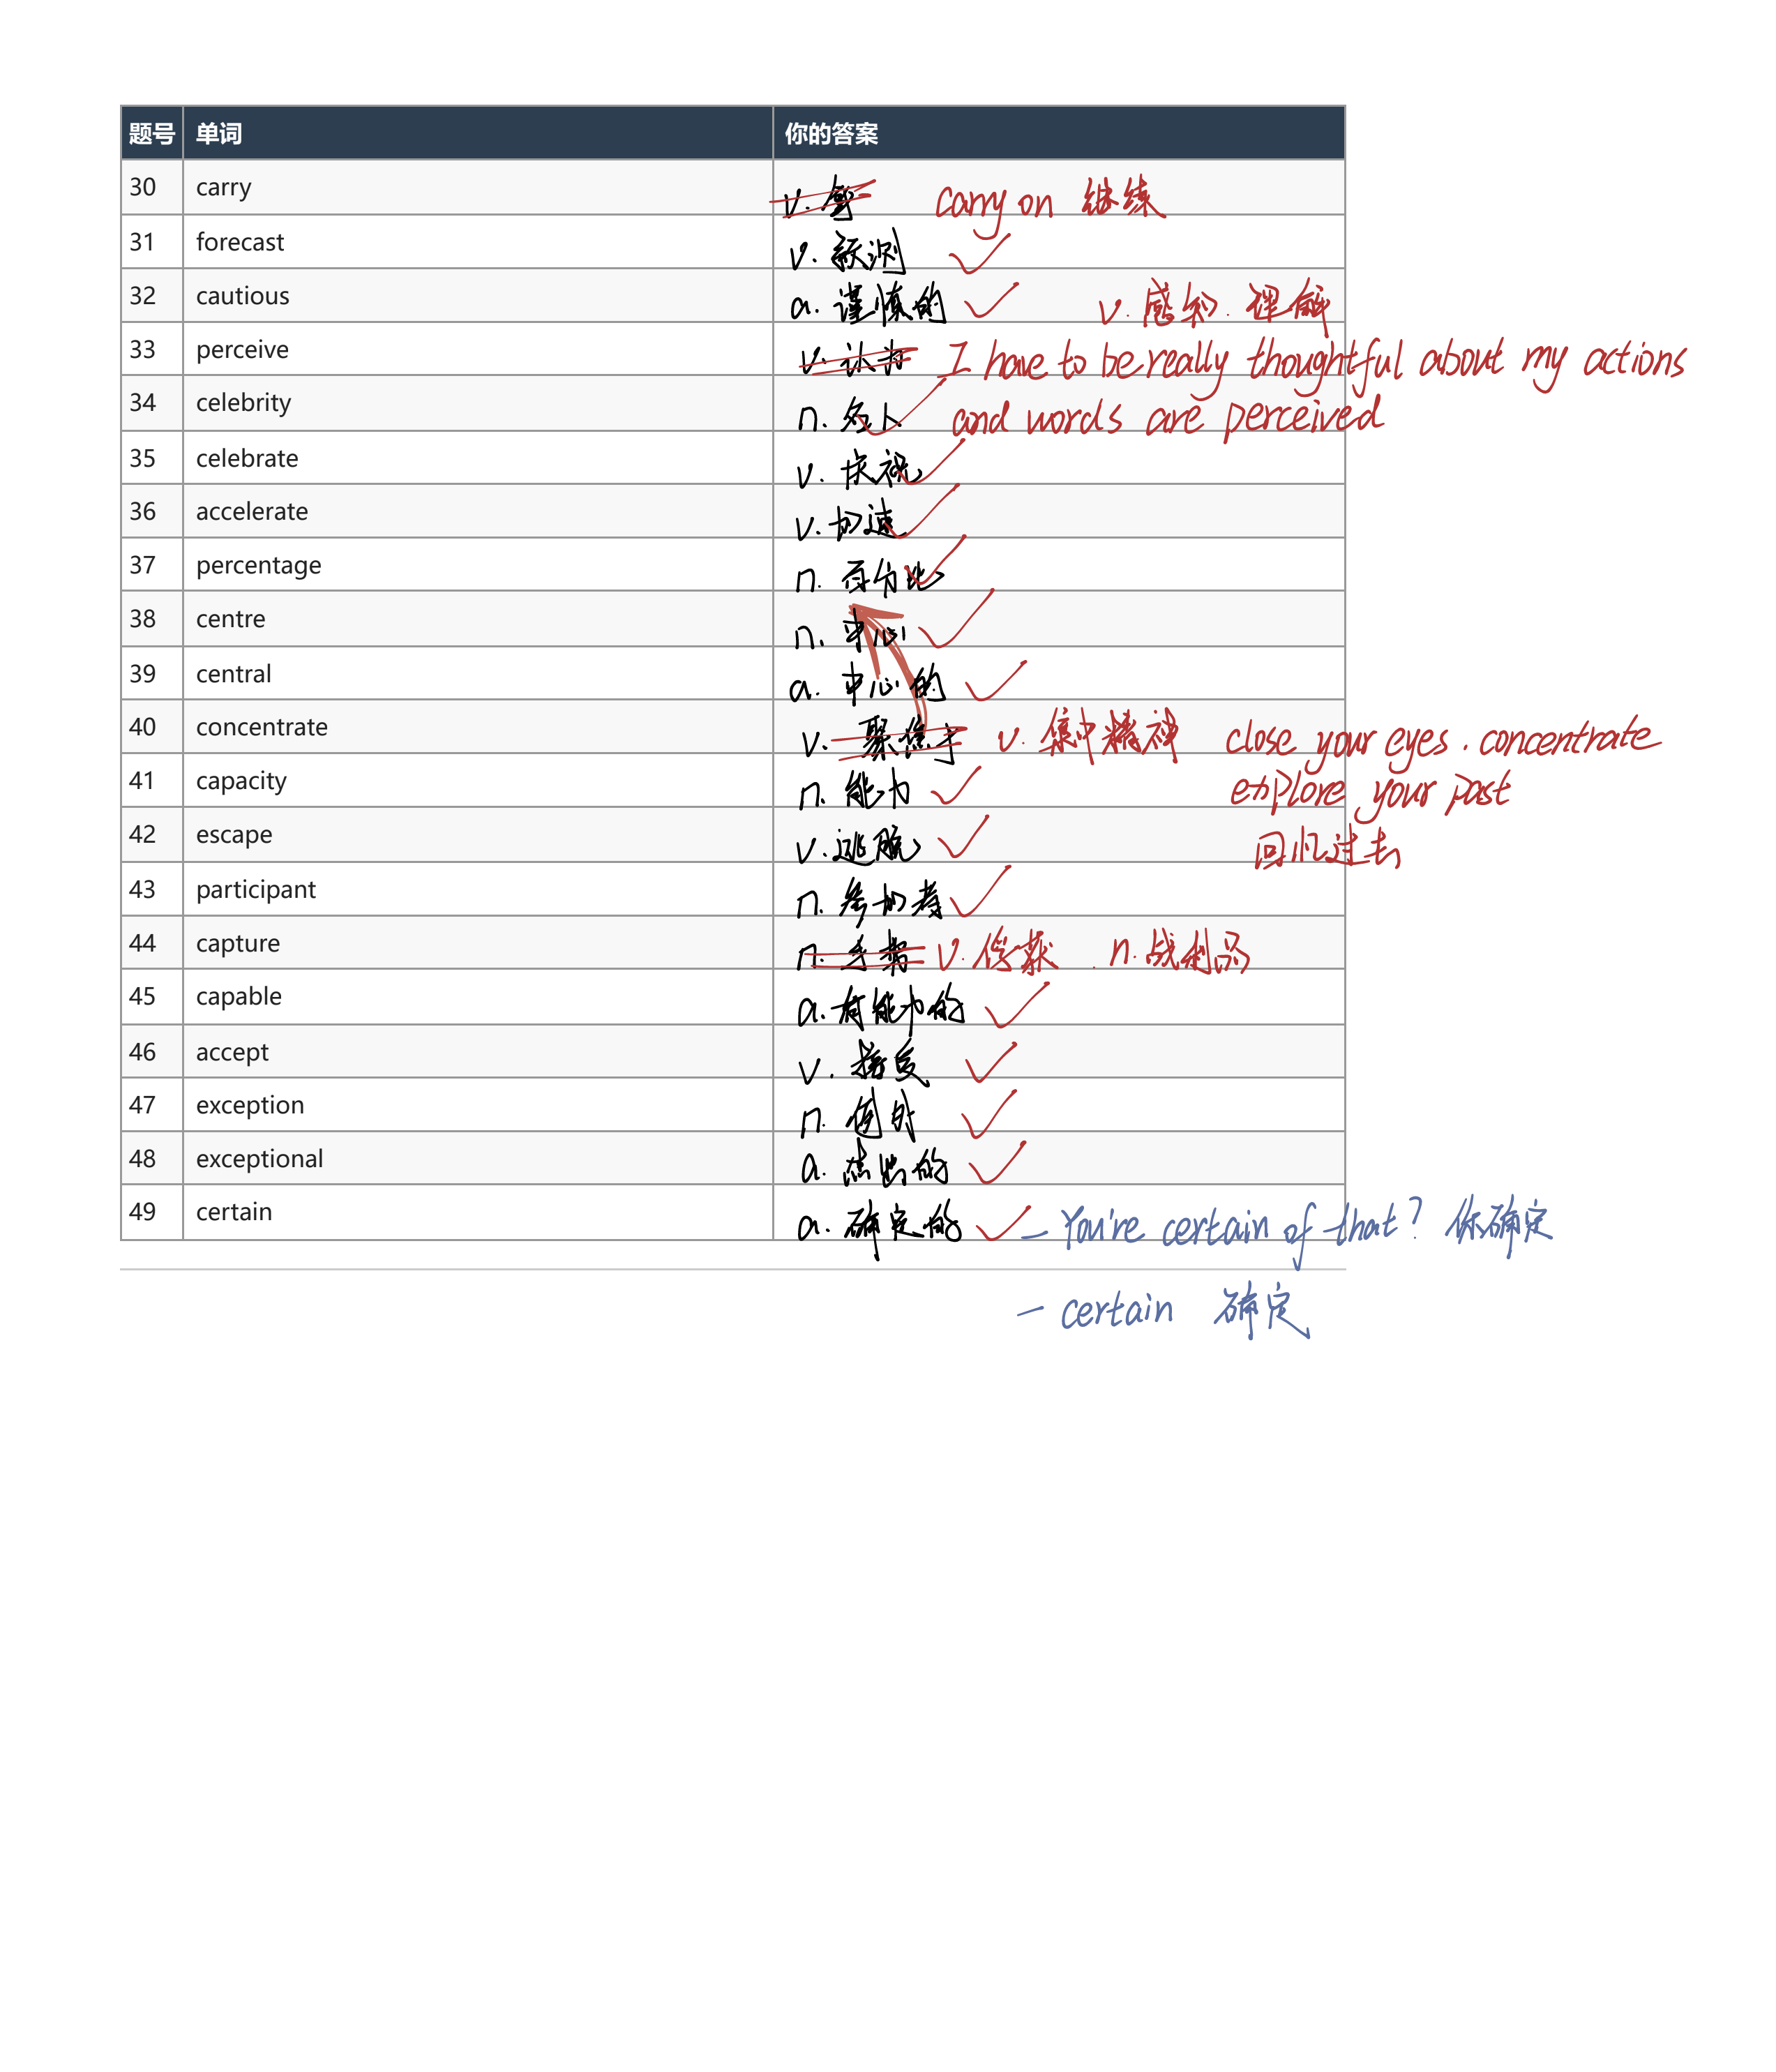 题号 单词 你的答案
30 carry v. carry on 继续
31 forecast v. 预测
32 cautious a. 谨慎的 v. 感知. 理解
33 perceive v. 认为 I have to be really thoughtful about my actions
34 celebrity n. 名人 and words are perceived
35 celebrate v. 庆祝
36 accelerate v. 加速
37 percentage n. 百分比
38 centre n. 中心
39 central a. 中心的
40 concentrate v. 聚焦于 v. 集中精神 close your eyes. concentrate
41 capacity n. 能力 explore your past
42 escape v. 逃脱 回忆过去
43 participant n. 参加者
44 capture n. v. 俘获 . n. 战利品
45 capable a. 有能力的
46 accept v. 接受
47 exception n. 例外
48 exceptional a. 杰出的
49 certain a. 确定的 – You're certain of that? 你确定
– certain 确定